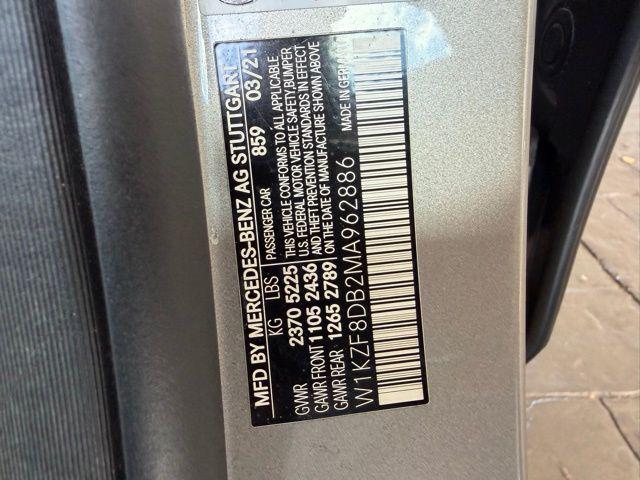 MFD BY MERCEDES-BENZ AG STUTTGART
859 03/21
PASSENGER CAR
KG LBS
GVWR 2370 5225
GAWR FRONT 1105 2436
GAWR REAR 1265 2789
THIS VEHICLE CONFORMS TO ALL APPLICABLE
U.S. FEDERAL MOTOR VEHICLE SAFETY, BUMPER
AND THEFT PREVENTION STANDARDS IN EFFECT
ON THE DATE OF MANUFACTURE SHOWN ABOVE
W1KZF8DB2MA962886
MADE IN GERMANY